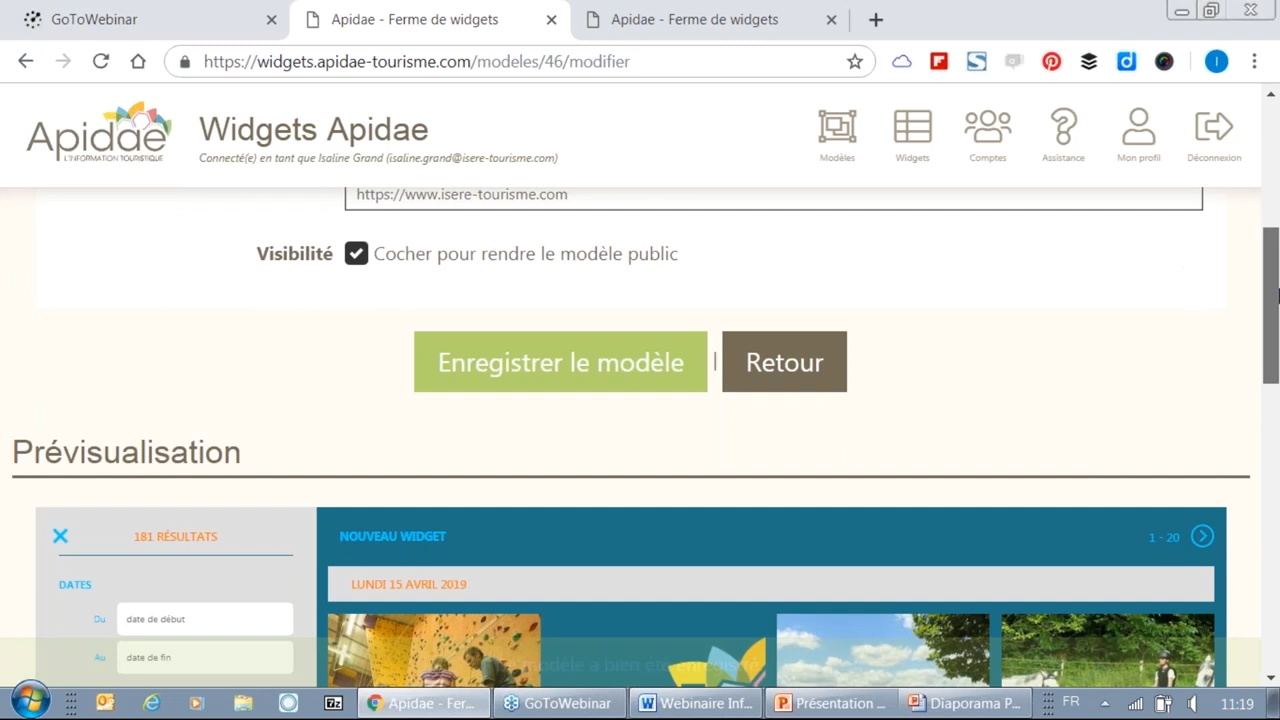 GoToWebinar
Apidae - Ferme de widgets
Apidae - Ferme de widgets
https://widgets.apidae-tourisme.com/modeles/46/modifier
Apidae
L'INFORMATION TOURISTIQUE
Widgets Apidae
Connecté(e) en tant que Isaline Grand (isaline.grand@isere-tourisme.com)
Modèles
Widgets
Comptes
Assistance
Mon profil
Déconnexion
https://www.isere-tourisme.com
Visibilité Cocher pour rendre le modèle public
Enregistrer le modèle | Retour
Prévisualisation
181 RÉSULTATS
NOUVEAU WIDGET
1 - 20
DATES
LUNDI 15 AVRIL 2019
Du date de début
Au date de fin
modèle a bien été enregistré
Apidae - Fer...
GoToWebinar
Webinaire Inf...
Présentation ...
Diaporama P...
FR
11:19